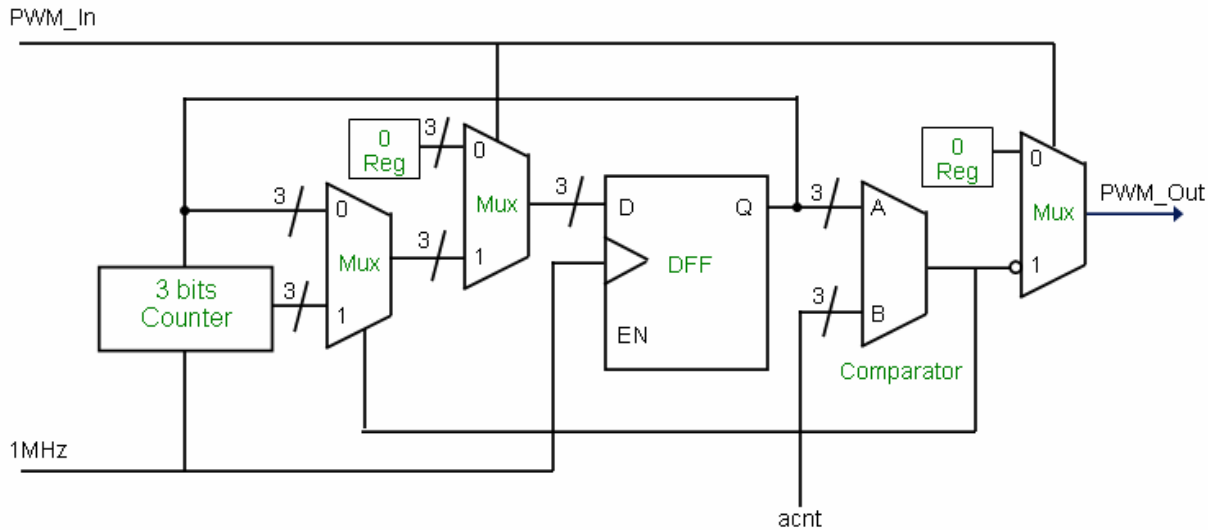 PWM_In
3
0
Reg
0
Mux
1
3
0
Mux
1
3
3
3 bits
Counter
3
D
Q
DFF
EN
3
A
B
3
Comparator
0
Reg
0
Mux
1
PWM_Out
1MHz
acnt